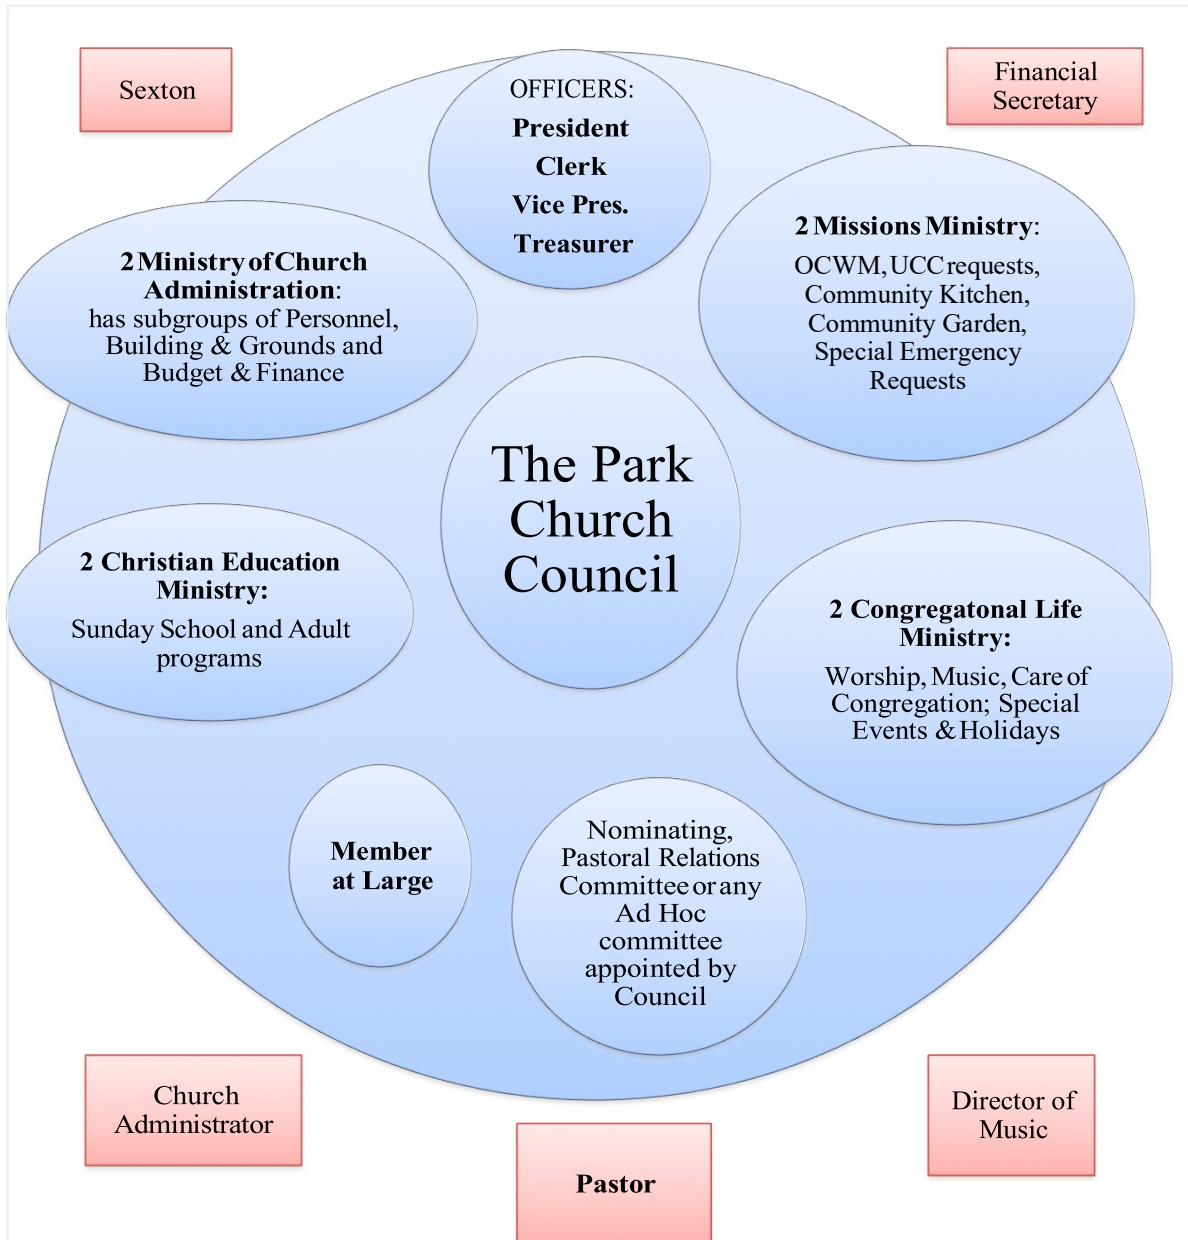 Sexton
Financial
Secretary
OFFICERS:
President
Clerk
Vice Pres.
Treasurer
2 Ministry of Church
Administration:
has subgroups of Personnel,
Building & Grounds and
Budget & Finance
2 Missions Ministry:
OCWM, UCC requests,
Community Kitchen,
Community Garden,
Special Emergency
Requests
The Park
Church
Council
2 Christian Education
Ministry:
Sunday School and Adult
programs
2 Congregatonal Life
Ministry:
Worship, Music, Care of
Congregation; Special
Events & Holidays
Member
at Large
Nominating,
Pastoral Relations
Committee or any
Ad Hoc
committee
appointed by
Council
Church
Administrator
Pastor
Director of
Music